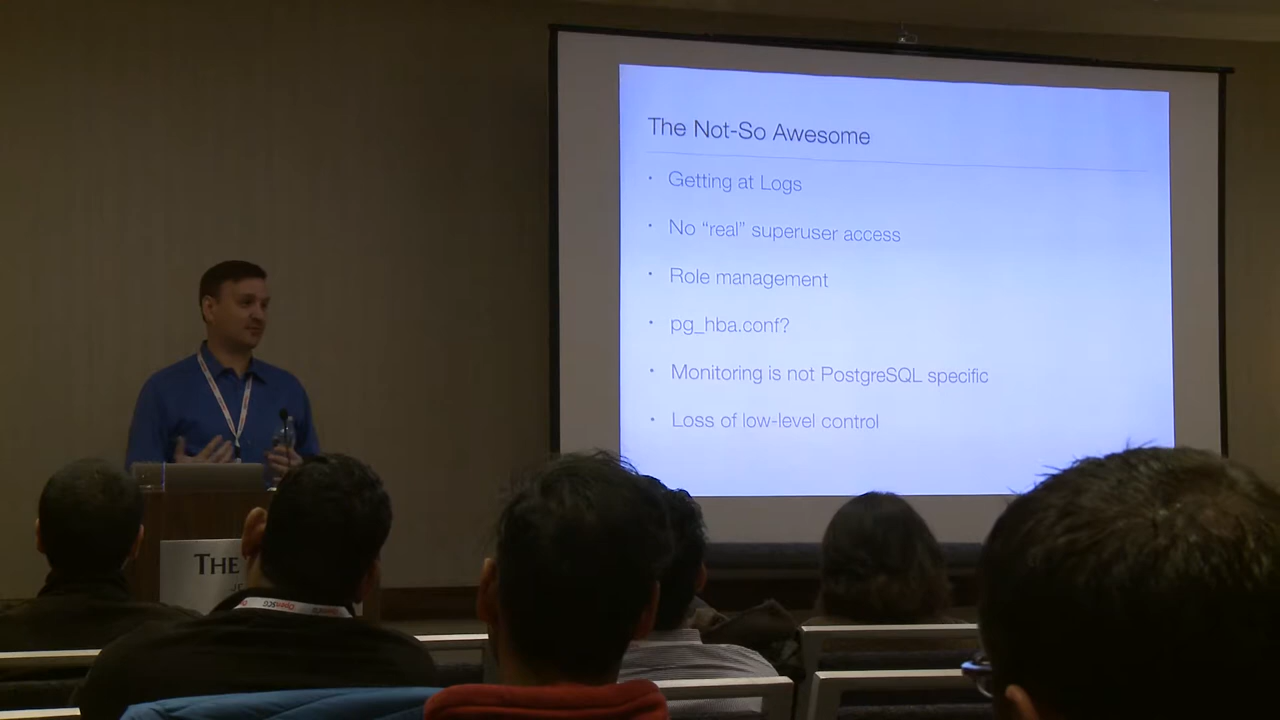 The Not-So Awesome
• Getting at Logs
• No “real” superuser access
• Role management
• pg_hba.conf?
• Monitoring is not PostgreSQL specific
• Loss of low-level control
THE
OpenSCG